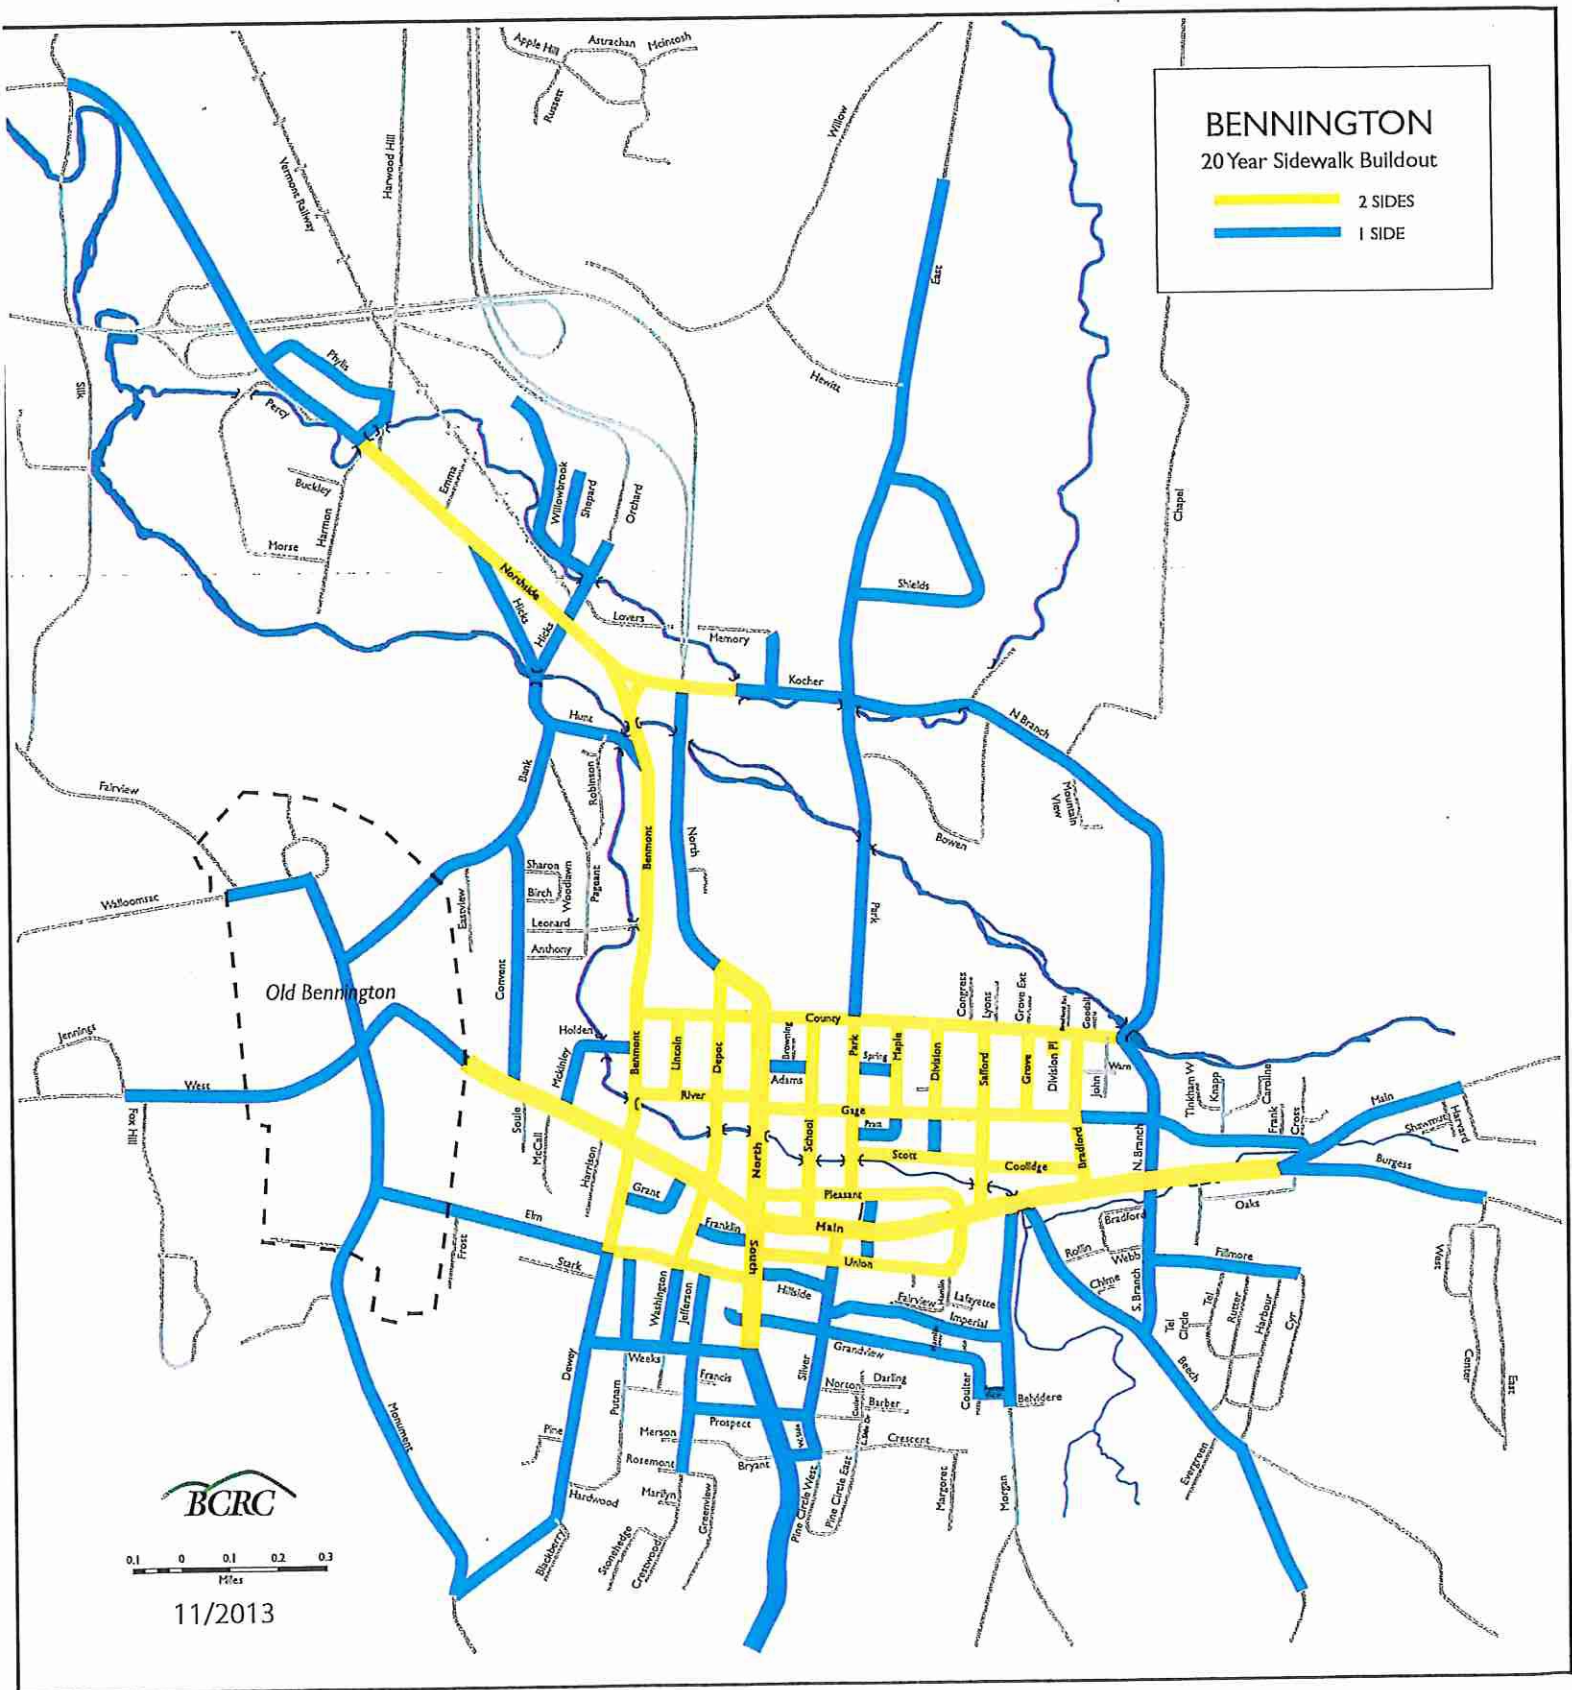 BENNINGTON
20 Year Sidewalk Buildout
2 SIDES
1 SIDE
Apple Hill
Astrachan
McIntosh
Russett
Willow
Vermont Railway
Harwood Hill
East
Phylis
Silk
Percy
Hewitt
Emma
Willowbrook
Shepard
Orchard
Buckley
Harmon
Morse
Chapel
Northside
Hicks
Hicks
Shields
Lovers
Memory
Kocher
Hunt
N Branch
Bank
Robinson
Mountain
View
Fairview
Benmont
North
Bowen
Sharon
Birch
Woodlawn
Pageant
Eastview
Walloomsac
Leonard
Anthony
Park
Convent
Old Bennington
Congress
Lyons
Grove Ext
Goodall
Jennings
Holden
County
McKinley
Benmont
Lincoln
Depot
Browning
Park
Spring
Maple
Division
Safford
Grove
Division Pl
Adams
John
Warn
Tinkham W
Knapp
Caroline
Frank
Cross
West
River
Gage
Main
Shawmut
Harvard
Fox Hill
Soule
McCall
Harrison
School
Pratt
Scott
Coolidge
Bradford
N. Branch
Burgess
North
Grant
Pleasant
Oaks
Elm
Franklin
Main
Bradford
Frost
Stark
South
Union
Rollin
Webb
Fillmore
West
Washington
Jefferson
Hillside
Fairview
Hamlin
Lafayette
Chime
S. Branch
Tel
Tel
Circle
Rutter
Harbour
Cyr
Imperial
Weeks
Grandview
Dewey
Silver
Francis
Norton
Darling
Coulter
Belvidere
Beech
Center
East
Putnam
Prospect
Barber
Monument
Pine
Merson
Crescent
Rosemont
Bryant
Evergreen
Hardwood
Marilyn
Greenview
Pine Circle West
Pine Circle East
Margaret
Morgan
BCRC
Blackberry
Stonehedge
Crestwood
0.1 0 0.1 0.2 0.3
Miles
11/2013